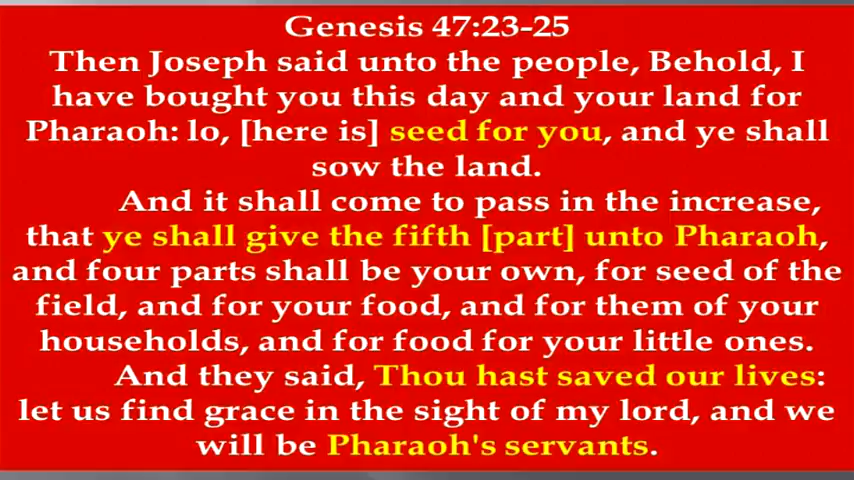 Genesis 47:23-25
Then Joseph said unto the people, Behold, I
have bought you this day and your land for
Pharaoh: lo, [here is] seed for you, and ye shall
sow the land.
And it shall come to pass in the increase,
that ye shall give the fifth [part] unto Pharaoh,
and four parts shall be your own, for seed of the
field, and for your food, and for them of your
households, and for food for your little ones.
And they said, Thou hast saved our lives:
let us find grace in the sight of my lord, and we
will be Pharaoh's servants.